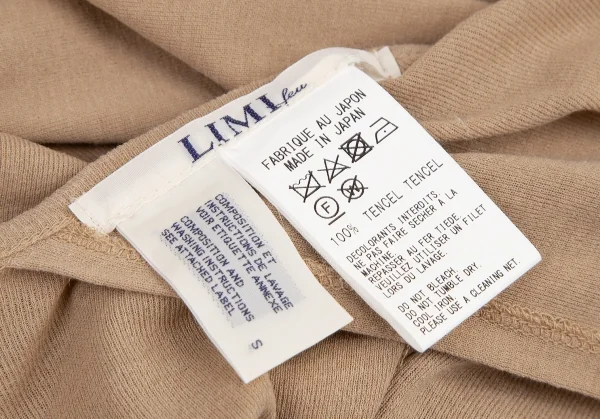 LIMI feu
COMPOSITION ET
INSTRUCTIONS DE LAVAGE
VOIR ETIQUETTE ANNEXE
COMPOSITION AND
WASHING INSTRUCTIONS
SEE ATTACHED LABEL
S
FABRIQUE AU JAPON
MADE IN JAPAN
100% TENCEL TENCEL
DECOLORANTS INTERDITS.
NE PAS FAIRE SECHER A LA
MACHINE.
REPASSER AU FER TIEDE.
VEUILLEZ UTILISER UN FILET
LORS DU LAVAGE
DO NOT BLEACH.
DO NOT TUMBLE DRY.
COOL IRON.
PLEASE USE A CLEANING NET.